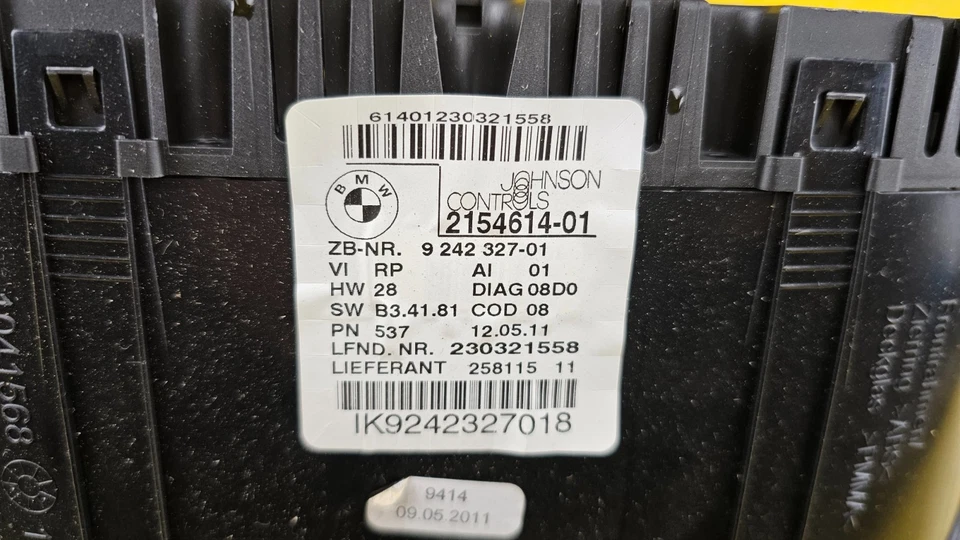 61401230321558
BMW
JOHNSON
CONTROLS
2154614-01
ZB-NR. 9 242 327-01
VI RP AI 01
HW 28 DIAG 08D0
SW B3.41.81 COD 08
PN 537 12.05.11
LFND. NR. 230321558
LIEFERANT 258115 11
IK9242327018
9414
09.05.2011